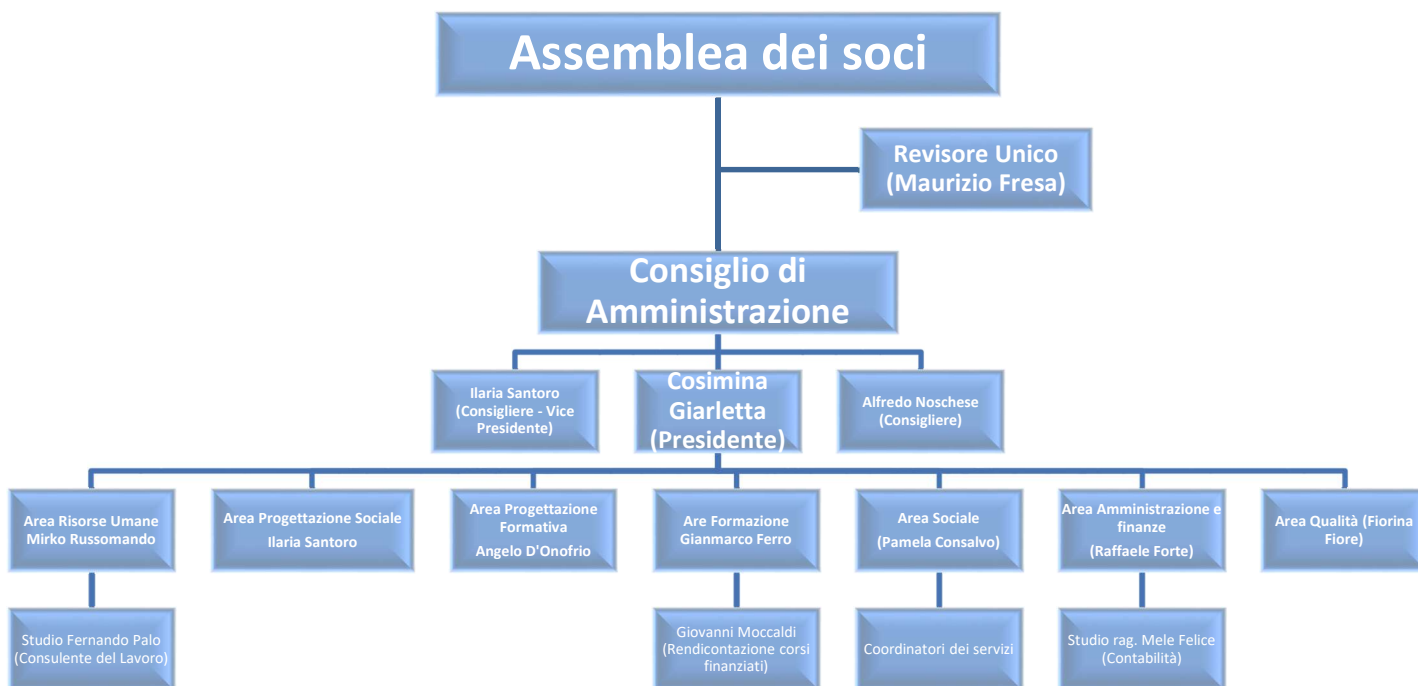 Assemblea dei soci
Revisore Unico
(Maurizio Fresa)
Consiglio di
Amministrazione
Ilaria Santoro
(Consigliere - Vice
Presidente)
Cosimina
Giarletta
(Presidente)
Alfredo Noschese
(Consigliere)
Area Risorse Umane
Mirko Russomando
Area Progettazione Sociale
Ilaria Santoro
Area Progettazione
Formativa
Angelo D'Onofrio
Are Formazione
Gianmarco Ferro
Area Sociale
(Pamela Consalvo)
Area Amministrazione e
finanze
(Raffaele Forte)
Area Qualità (Fiorina
Fiore)
Studio Fernando Palo
(Consulente del Lavoro)
Giovanni Moccaldi
(Rendicontazione corsi
finanziati)
Coordinatori dei servizi
Studio rag. Mele Felice
(Contabilità)